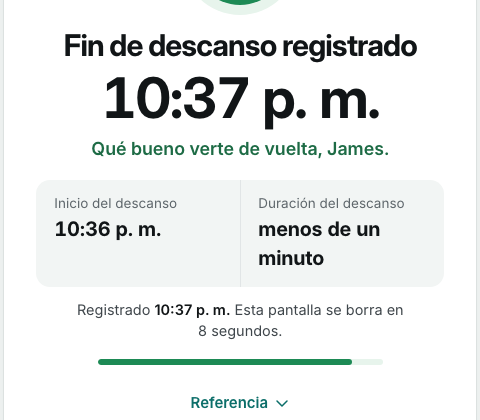 Fin de descanso registrado
10:37 p. m.
Qué bueno verte de vuelta, James.
Inicio del descanso
10:36 p. m.
Duración del descanso
menos de un
minuto
Registrado 10:37 p. m. Esta pantalla se borra en
8 segundos.
Referencia